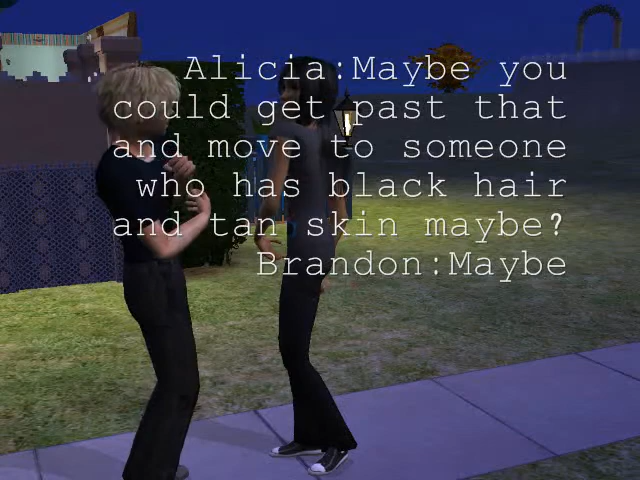 Alicia:Maybe you
could get past that
and move to someone
who has black hair
and tan skin maybe?
Brandon:Maybe